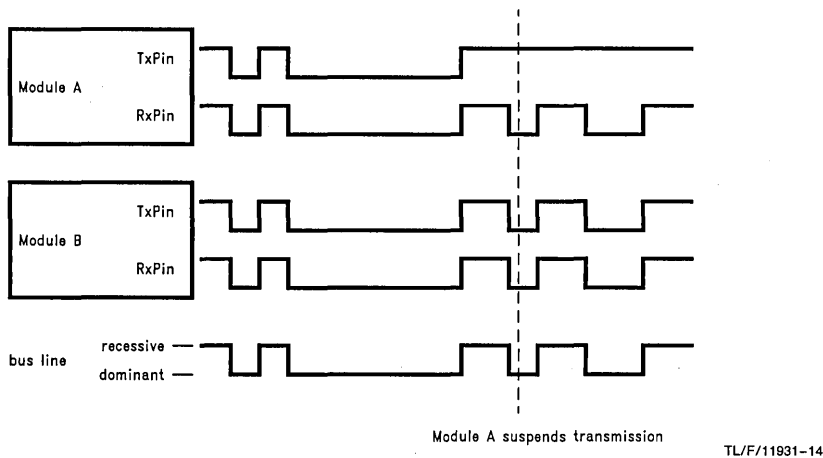 TxPin
Module A
RxPin
TxPin
Module B
RxPin
recessive
bus line
dominant
Module A suspends transmission
TL/F/11931-14